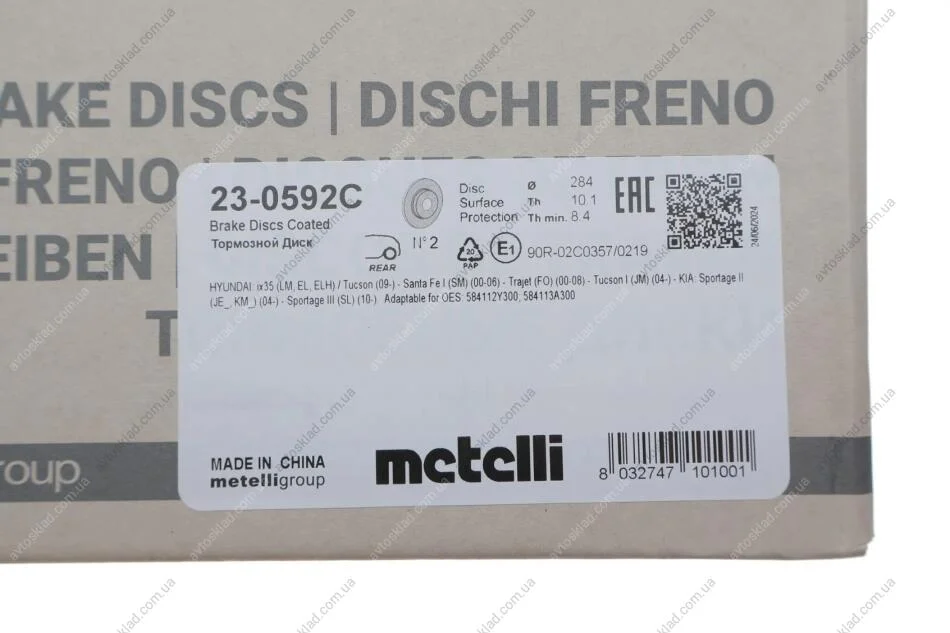 AKE DISCS | DISCHI FRENO
FRENO
EIBEN
T
23-0592C
Brake Discs Coated
Тормозной Диск
Disc
Surface
Protection
Ø 284
Th 10.1
Th min. 8.4
EAC
24/06/2024
REAR
N° 2
20
PAP
E1
90R-02C0357/0219
HYUNDAI: ix35 (LM, EL, ELH) / Tucson (09-) - Santa Fe I (SM) (00-06) - Trajet (FO) (00-08) - Tucson I (JM) (04-) - KIA: Sportage II
(JE_, KM_) (04-) - Sportage III (SL) (10-) Adaptable for OES: 584112Y300, 584113A300
MADE IN CHINA
metelligroup
metelli
8 032747 101001
oup
avtosklad.com.ua